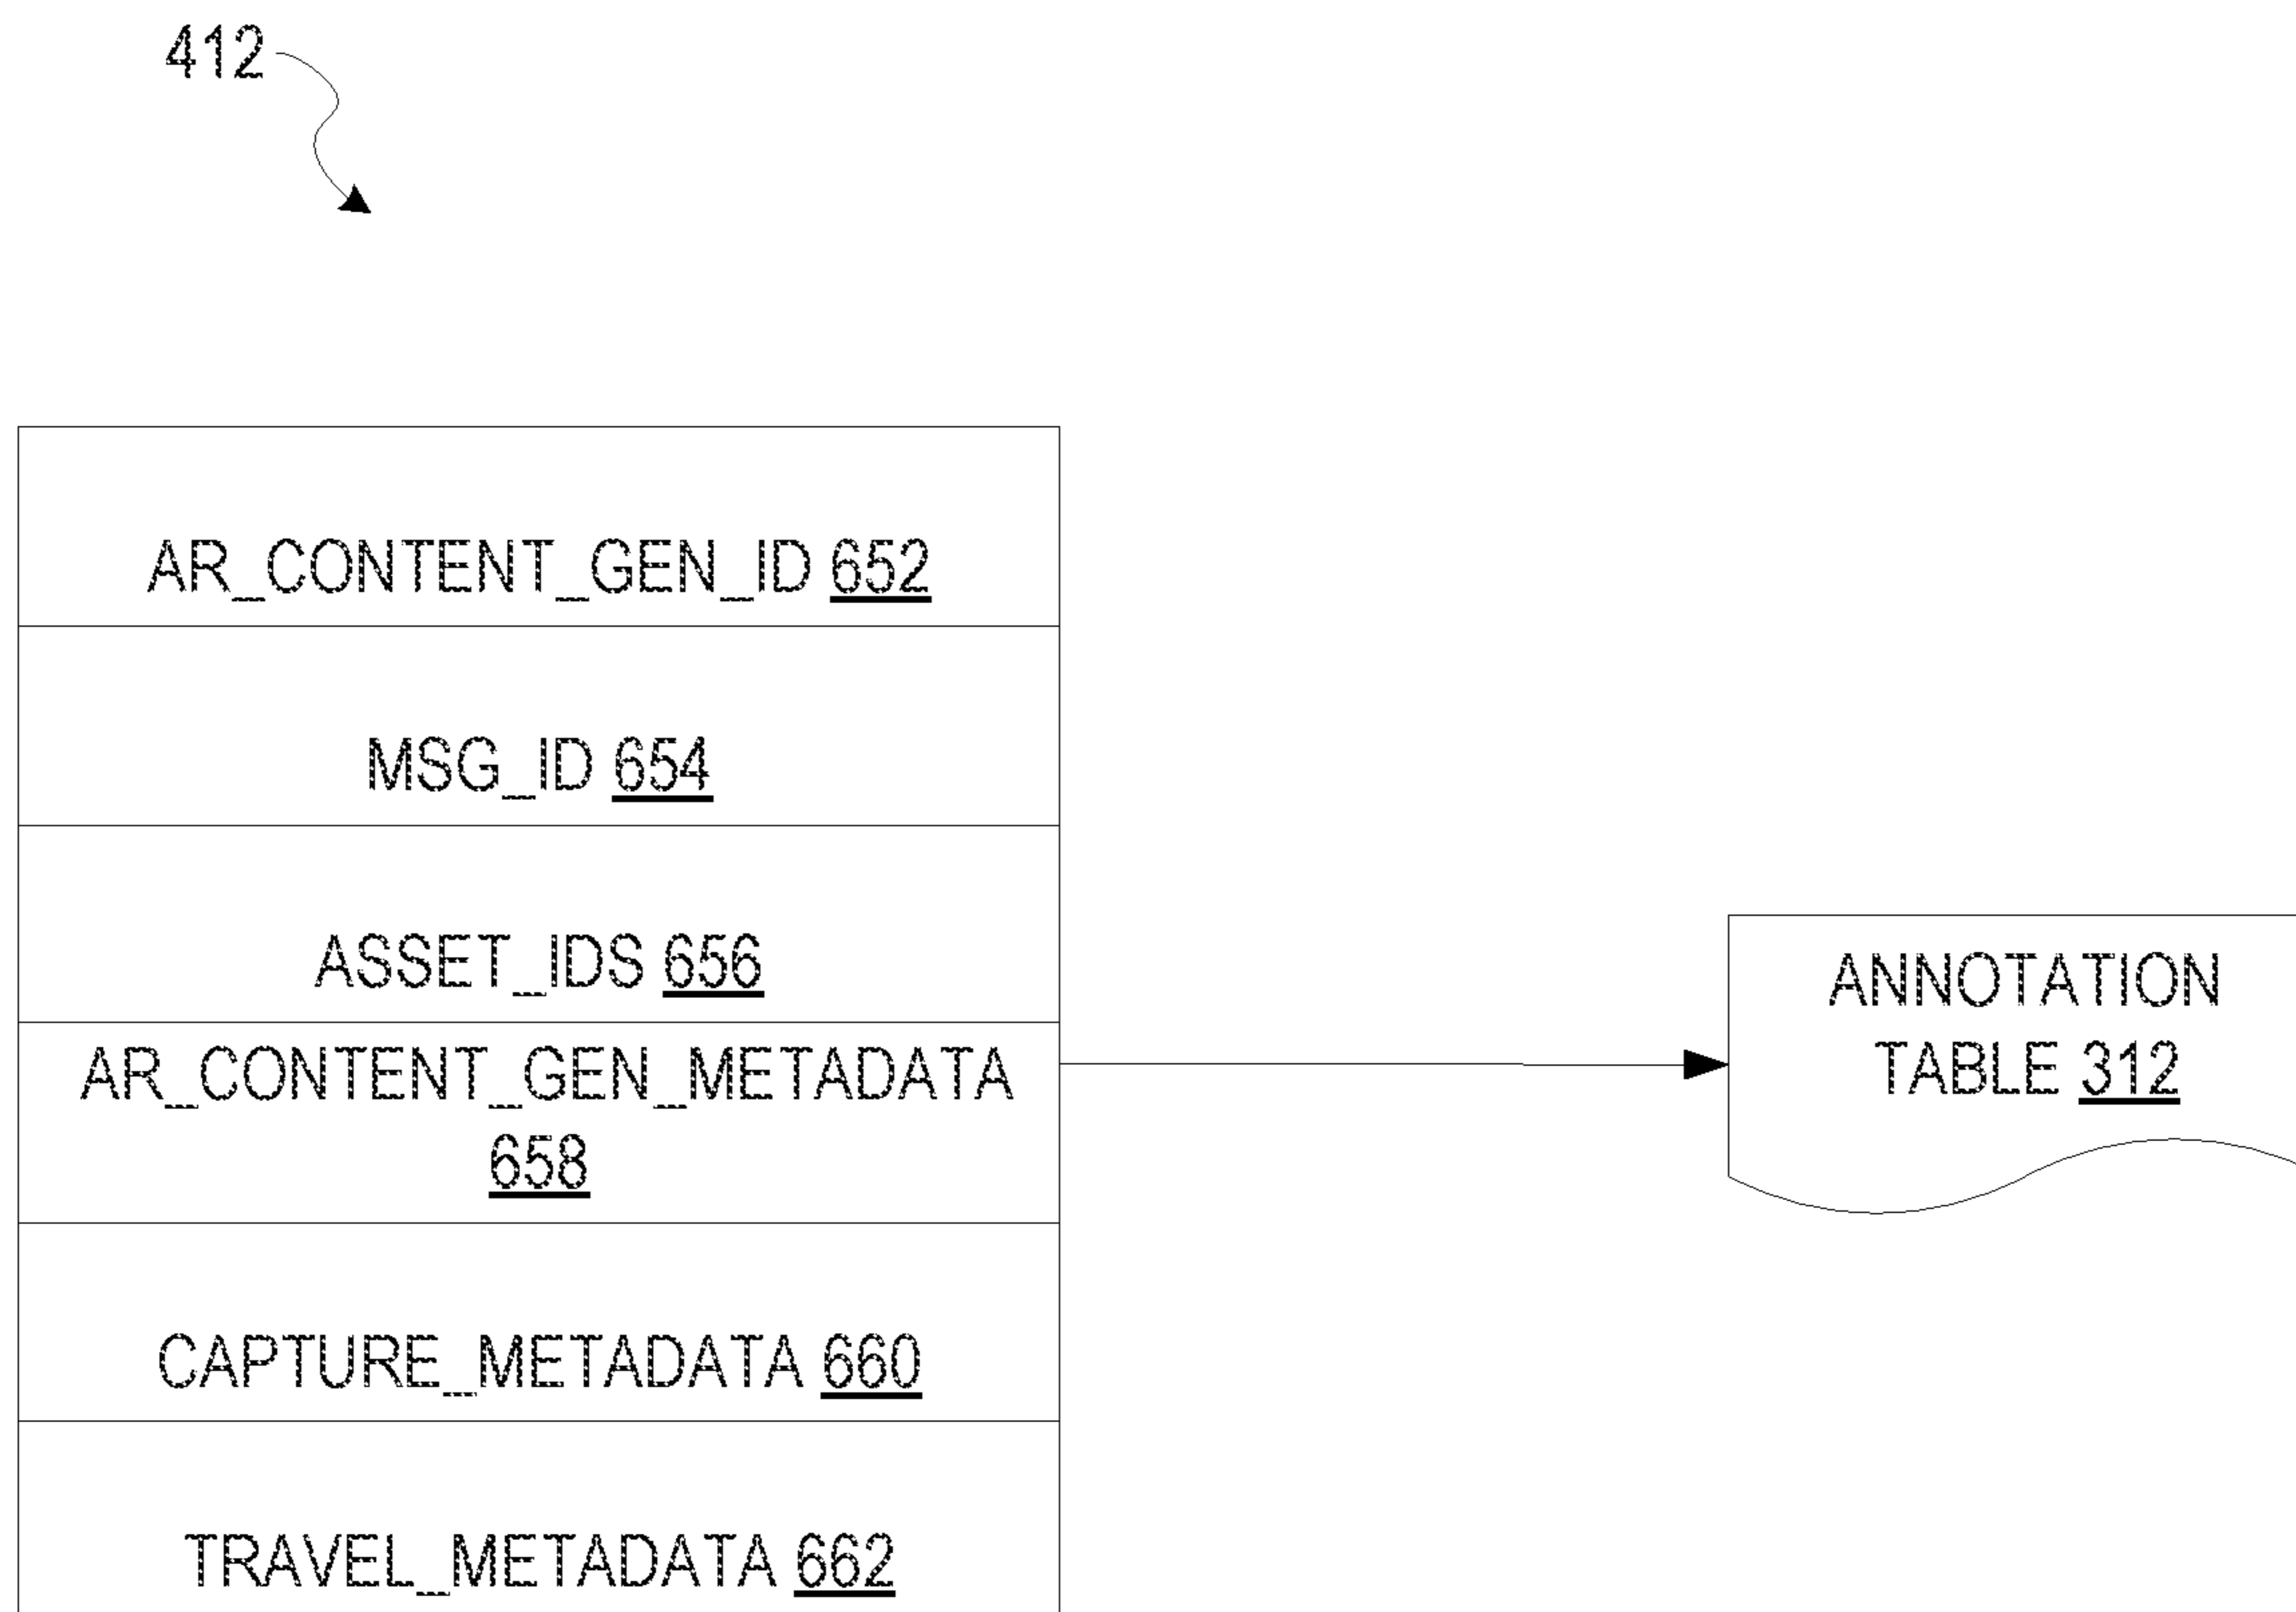 412
AR_CONTENT_GEN_ID 652
MSG_ID 654
ASSET_IDS 656
AR_CONTENT_GEN_METADATA
658
CAPTURE_METADATA 660
TRAVEL_METADATA 662
ANNOTATION
TABLE 312